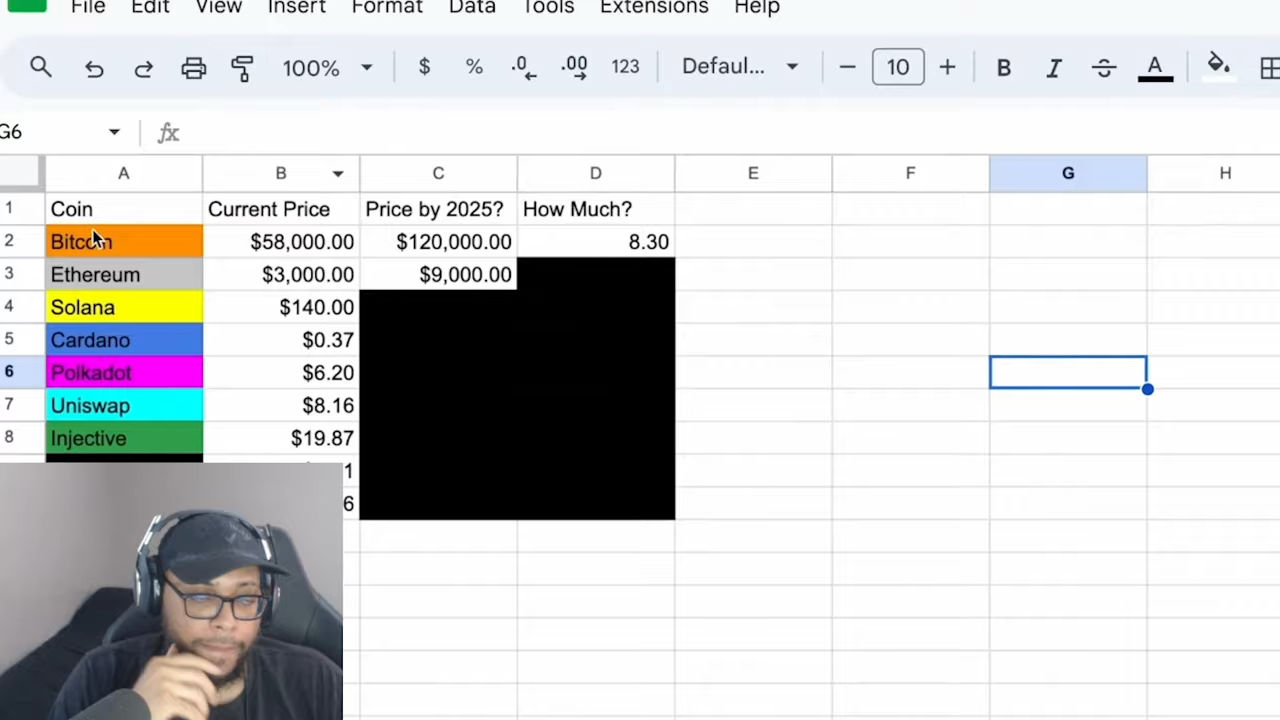 File Edit View Insert Format Data Tools Extensions Help
100% $ % .0 .00 123 Defaul... 10 B I A
G6 fx
A B C D E F G H
1 Coin Current Price Price by 2025? How Much?
2 Bitcoin $58,000.00 $120,000.00 8.30
3 Ethereum $3,000.00 $9,000.00
4 Solana $140.00
5 Cardano $0.37
6 Polkadot $6.20
7 Uniswap $8.16
8 Injective $19.87
1
6